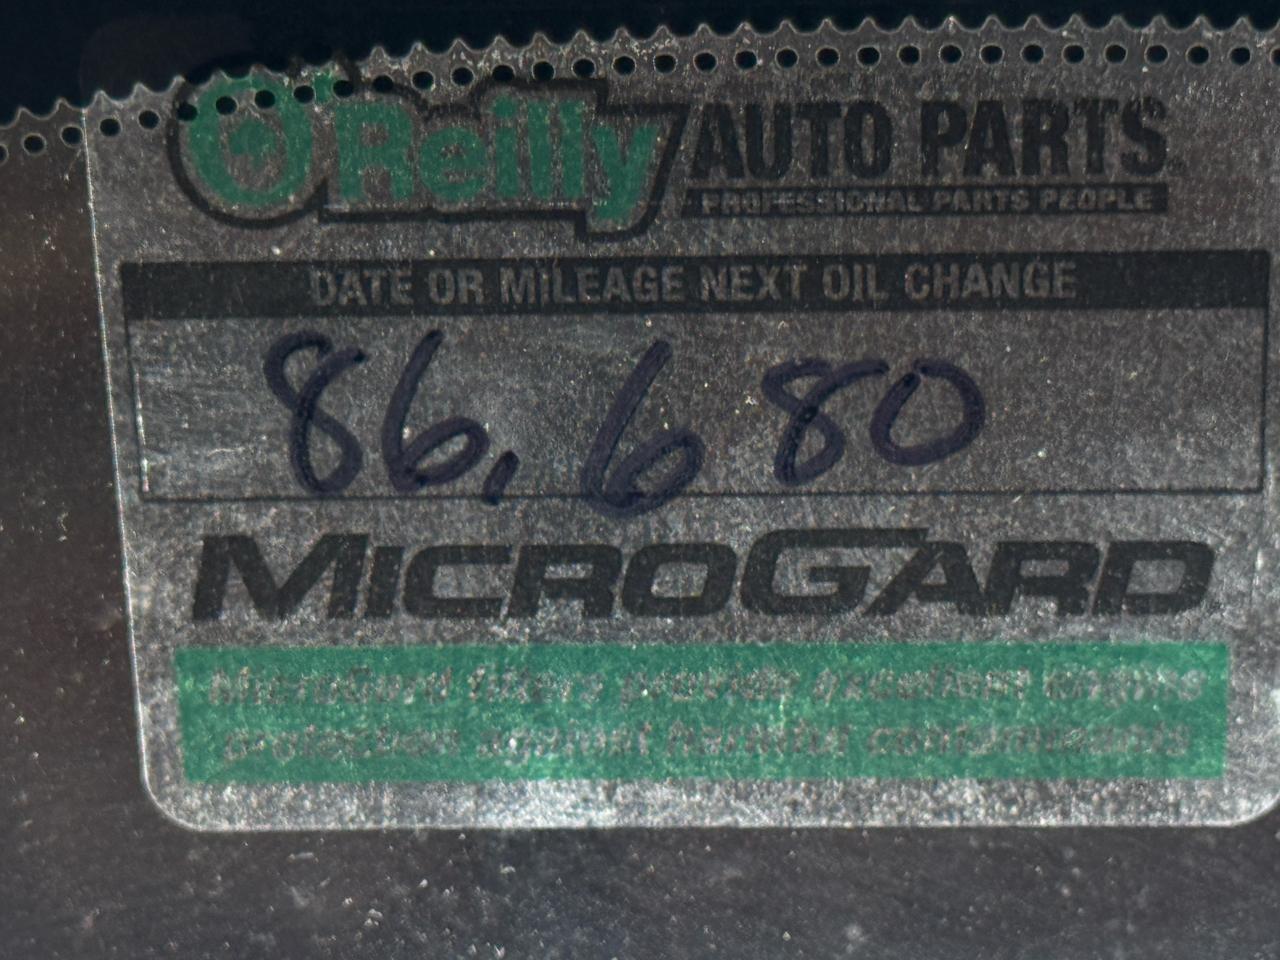 O'Reilly AUTO PARTS
PROFESSIONAL PARTS PEOPLE
DATE OR MILEAGE NEXT OIL CHANGE
86,680
MICROGARD
MicroGard filters provide excellent engine
protection against harmful contaminants